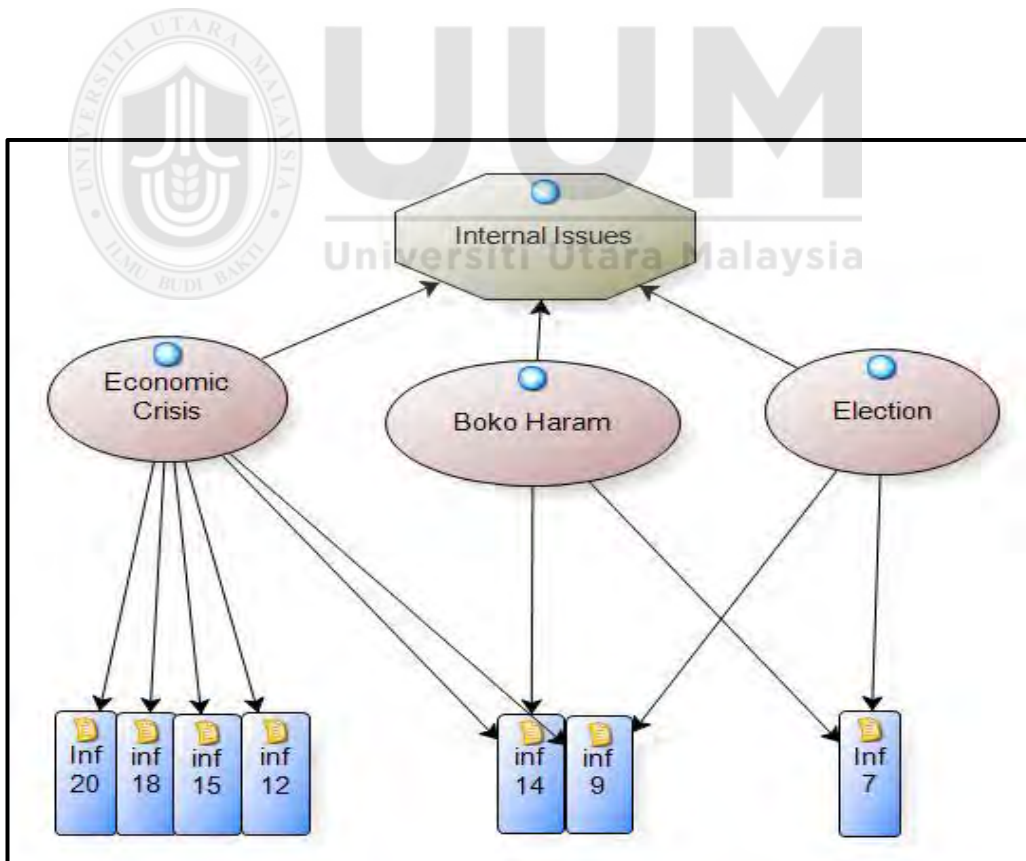 UNIVERSITI UTARA MALAYSIA
ILMU BUDI BAKTI
UUM
Universiti Utara Malaysia
Internal Issues
Economic
Crisis
Boko Haram
Election
Inf
20
inf
18
inf
15
inf
12
inf
14
inf
9
Inf
7